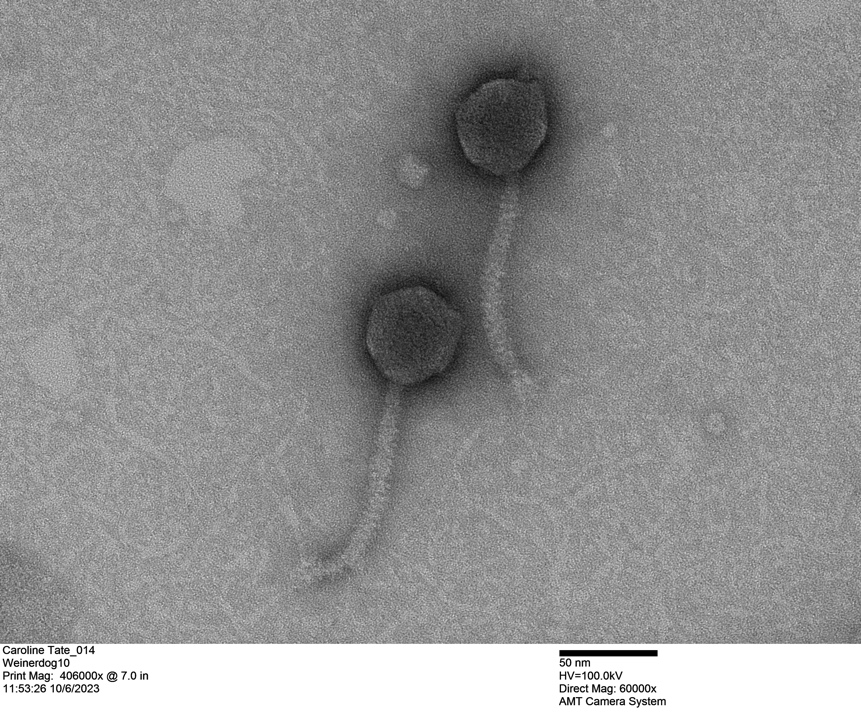 Caroline Tate_014
Weinerdog10
Print Mag: 406000x @ 7.0 in
11:53:26 10/6/2023
50 nm
HV=100.0kV
Direct Mag: 60000x
AMT Camera System